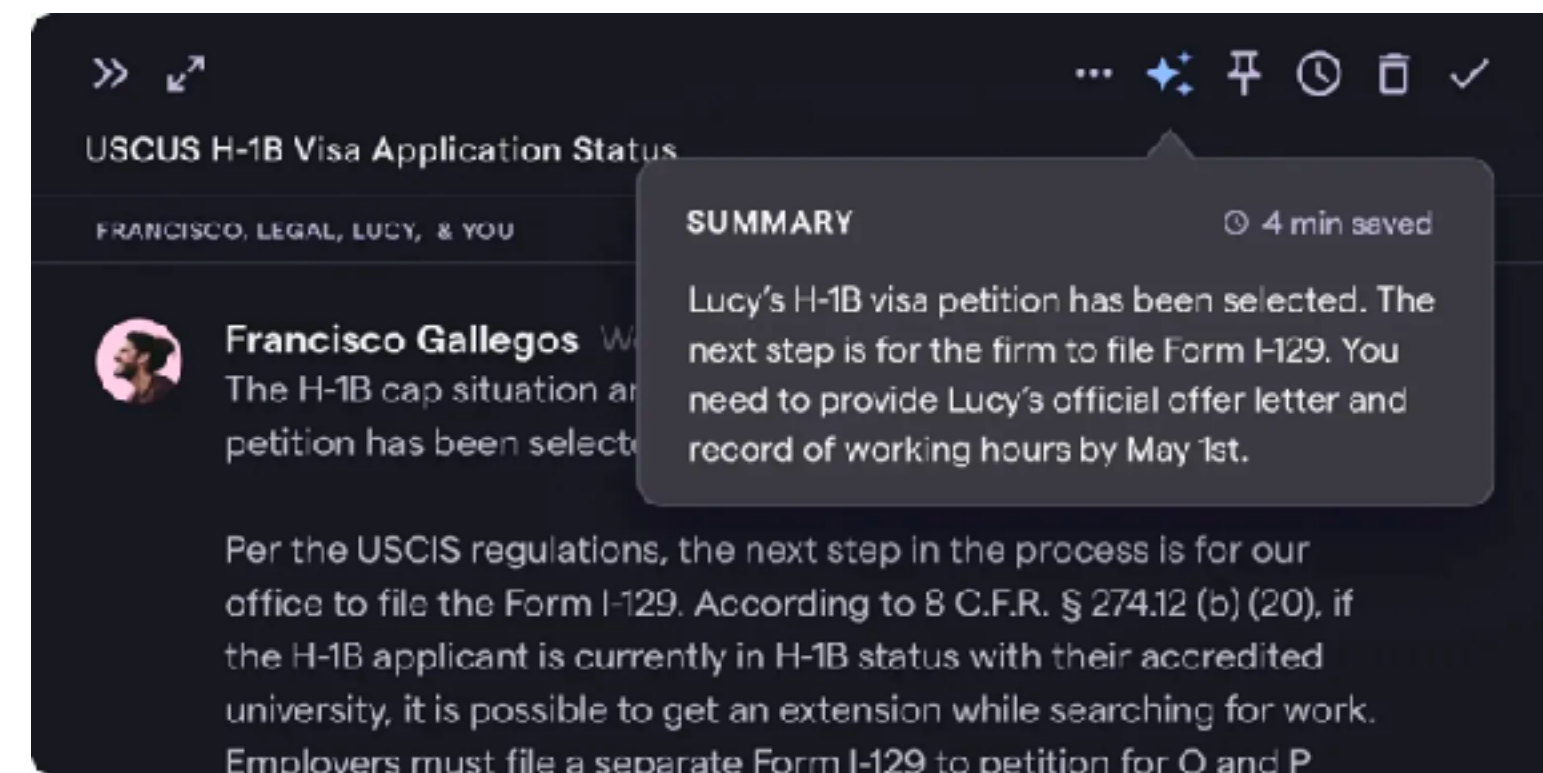 USCUS H-1B Visa Application Status
FRANCISCO, LEGAL, LUCY, & YOU
SUMMARY
4 min saved
Lucy's H-1B visa petition has been selected. The
next step is for the firm to file Form I-129. You
need to provide Lucy's official offer letter and
record of working hours by May 1st.
Francisco Gallegos
The H-1B cap situation
petition has been
Per the USCIS regulations, the next step in the process is for our
office to file the Form I-129. According to 8 C.F.R. § 274.12 (b) (20), if
the H-1B applicant is currently in H-1B status with their accredited
university, it is possible to get an extension while searching for work.
Employers must file a separate Form I-129 to petition for O and P